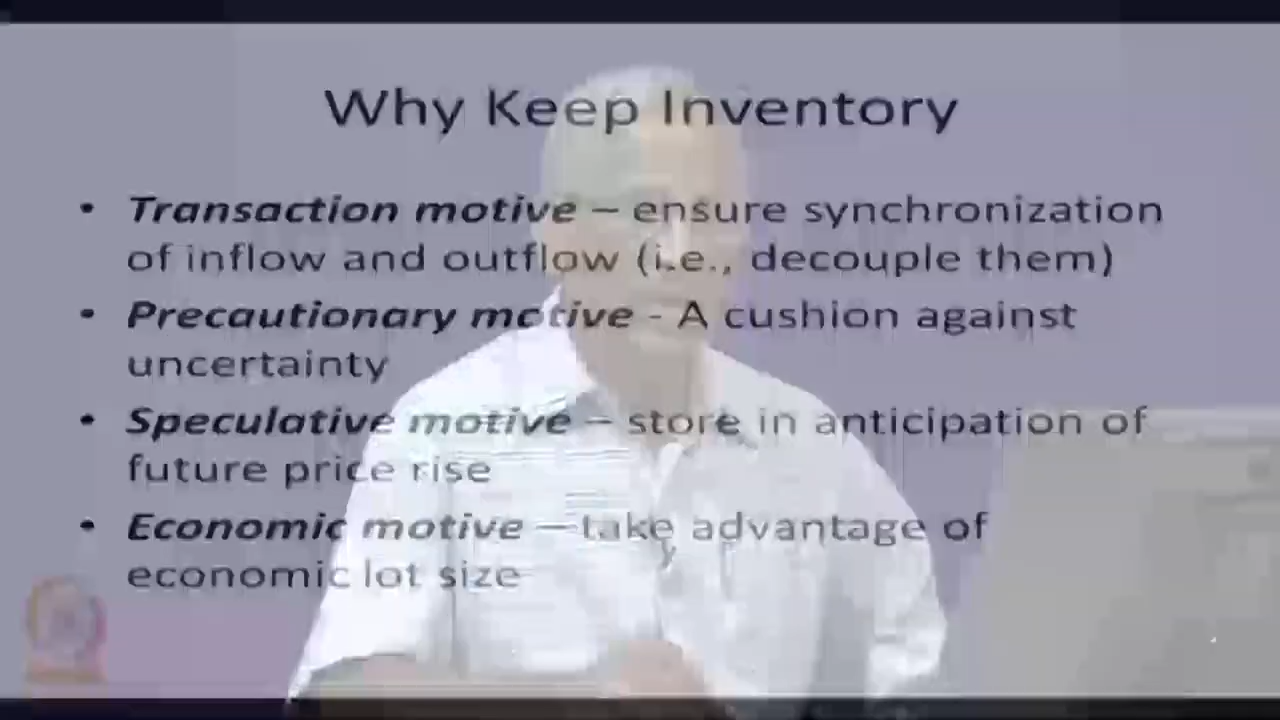 Why Keep Inventory
• Transaction motive – ensure synchronization
of inflow and outflow (i.e., decouple them)
• Precautionary motive - A cushion against
uncertainty
• Speculative motive – store in anticipation of
future price rise
• Economic motive – take advantage of
economic lot size